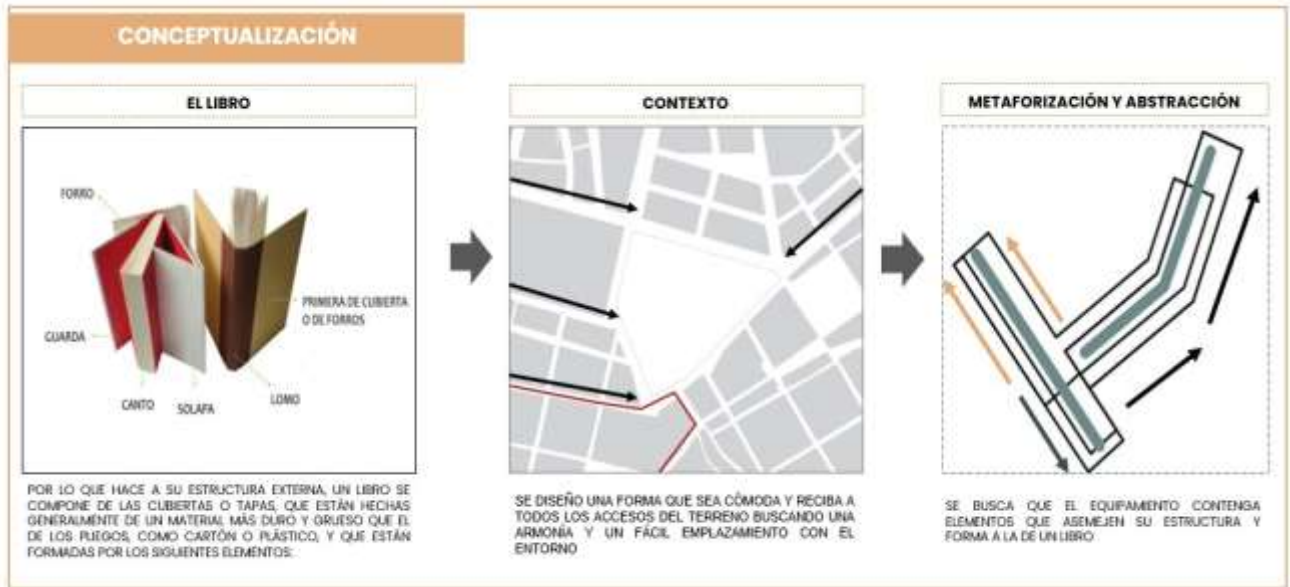 CONCEPTUALIZACIÓN
EL LIBRO
FORRO
PRIMERA DE CUBIERTA
O DE FORROS
GUARDA
CANTO
SOLAPA
LOMO
POR LO QUE HACE A SU ESTRUCTURA EXTERNA, UN LIBRO SE
COMPONE DE LAS CUBIERTAS O TAPAS, QUE ESTÁN HECHAS
GENERALMENTE DE UN MATERIAL MÁS DURO Y GRUESO QUE EL
DE LOS PLIEGOS, COMO CARTÓN O PLÁSTICO, Y QUE ESTÁN
FORMADAS POR LOS SIGUIENTES ELEMENTOS:
CONTEXTO
SE DISEÑO UNA FORMA QUE SEA CÓMODA Y RECIBA A
TODOS LOS ACCESOS DEL TERRENO BUSCANDO UNA
ARMONÍA Y UN FÁCIL EMPLAZAMIENTO CON EL
ENTORNO
METAFORIZACIÓN Y ABSTRACCIÓN
SE BUSCA QUE EL EQUIPAMIENTO CONTENGA
ELEMENTOS QUE ASEMEJEN SU ESTRUCTURA Y
FORMA A LA DE UN LIBRO